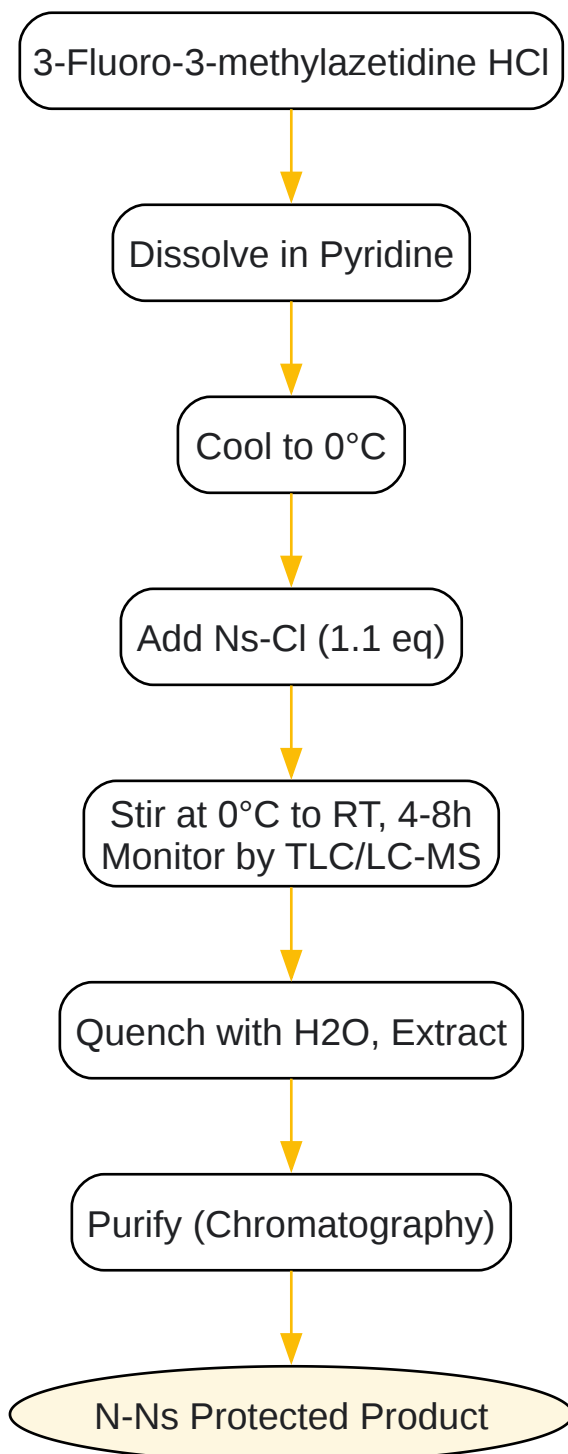 3-Fluoro-3-methylazetidine HCl
Dissolve in Pyridine
Cool to 0°C
Add Ns-Cl (1.1 eq)
Stir at 0°C to RT, 4-8h
Monitor by TLC/LC-MS
Quench with H2O, Extract
Purify (Chromatography)
N-Ns Protected Product